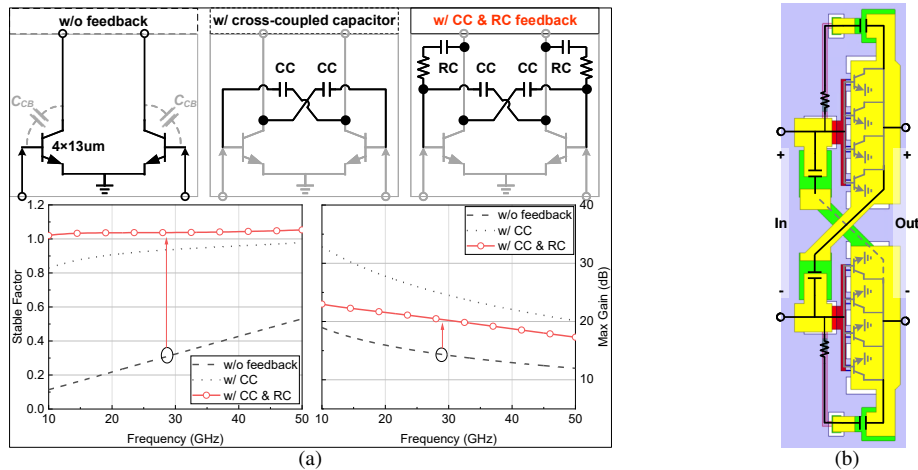 w/o feedback
w/ cross-coupled capacitor
w/ CC & RC feedback
C_CB
C_CB
4×13um
CC CC
RC CC CC RC
Stable Factor
1.2
1.0
0.8
0.6
0.4
0.2
0.0
10 20 30 40 50
Frequency (GHz)
w/o feedback
w/ CC
w/ CC & RC
Max Gain (dB)
40
30
20
10
10 20 30 40 50
Frequency (GHz)
w/o feedback
w/ CC
w/ CC & RC
(a)
+ +
In Out
- -
(b)